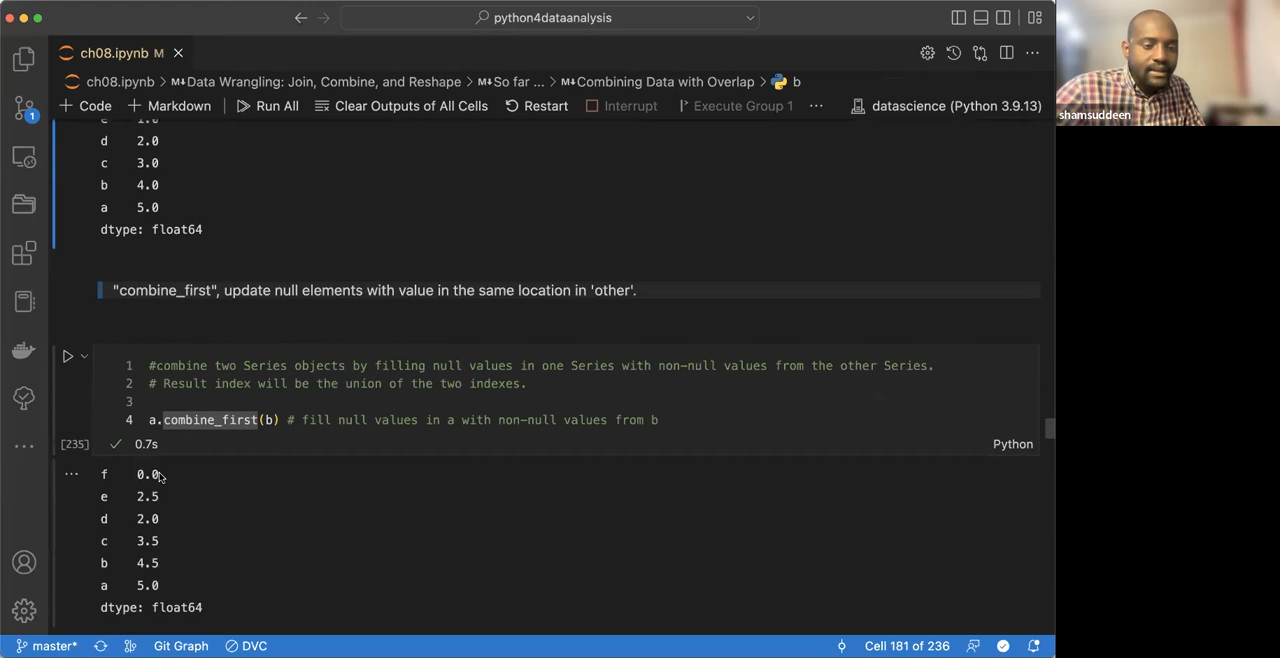 python4dataanalysis
ch08.ipynb M
ch08.ipynb > M↓Data Wrangling: Join, Combine, and Reshape > M↓So far ... > M↓Combining Data with Overlap > b
+ Code + Markdown Run All Clear Outputs of All Cells Restart Interrupt Execute Group 1 ... datascience (Python 3.9.13)
d 2.0
c 3.0
b 4.0
a 5.0
dtype: float64
"combine_first", update null elements with value in the same location in 'other'.
1 #combine two Series objects by filling null values in one Series with non-null values from the other Series.
2 # Result index will be the union of the two indexes.
3
4 a.combine_first(b) # fill null values in a with non-null values from b
[235] ✓ 0.7s Python
... f 0.0
e 2.5
d 2.0
c 3.5
b 4.5
a 5.0
dtype: float64
1
master* Git Graph DVC Cell 181 of 236
shamsuddeen